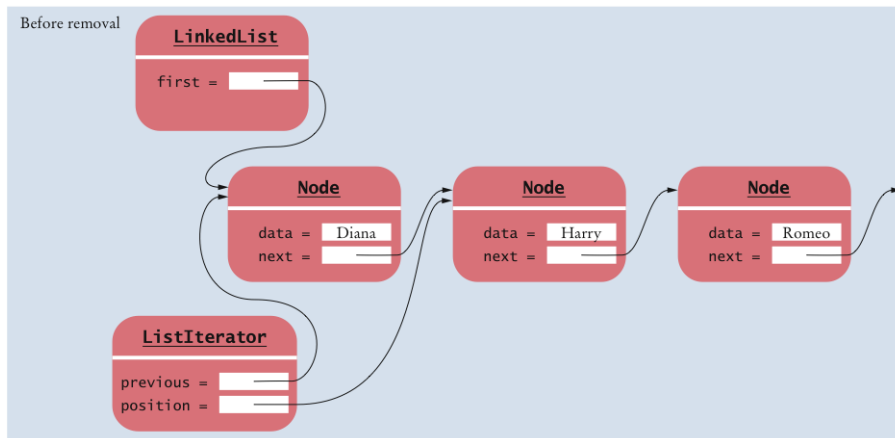 Before removal
LinkedList
first =
Node
data = Diana
next =
Node
data = Harry
next =
Node
data = Romeo
next =
ListIterator
previous =
position =